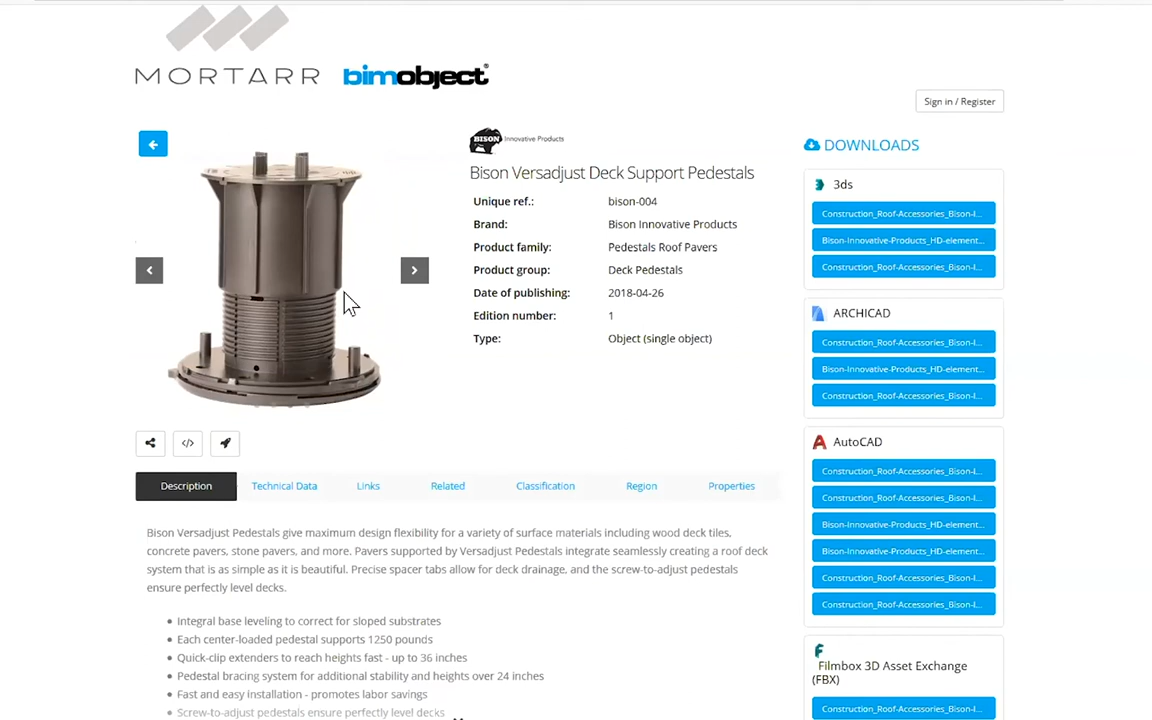 MORTARR
bimobject®
Sign in / Register
BISON Innovative Products
Bison Versadjust Deck Support Pedestals
Unique ref.: bison-004
Brand: Bison Innovative Products
Product family: Pedestals Roof Pavers
Product group: Deck Pedestals
Date of publishing: 2018-04-26
Edition number: 1
Type: Object (single object)
Description Technical Data Links Related Classification Region Properties
Bison Versadjust Pedestals give maximum design flexibility for a variety of surface materials including wood deck tiles,
concrete pavers, stone pavers, and more. Pavers supported by Versadjust Pedestals integrate seamlessly creating a roof deck
system that is as simple as it is beautiful. Precise spacer tabs allow for deck drainage, and the screw-to-adjust pedestals
ensure perfectly level decks.
• Integral base leveling to correct for sloped substrates
• Each center-loaded pedestal supports 1250 pounds
• Quick-clip extenders to reach heights fast - up to 36 inches
• Pedestal bracing system for additional stability and heights over 24 inches
• Fast and easy installation - promotes labor savings
• Screw-to-adjust pedestals ensure perfectly level decks
DOWNLOADS
3ds
Construction_Roof-Accessories_Bison-I...
Bison-Innovative-Products_HD-element...
Construction_Roof-Accessories_Bison-I...
ARCHICAD
Construction_Roof-Accessories_Bison-I...
Bison-Innovative-Products_HD-element...
Construction_Roof-Accessories_Bison-I...
AutoCAD
Construction_Roof-Accessories_Bison-I...
Construction_Roof-Accessories_Bison-I...
Bison-Innovative-Products_HD-element...
Bison-Innovative-Products_HD-element...
Construction_Roof-Accessories_Bison-I...
Construction_Roof-Accessories_Bison-I...
Filmbox 3D Asset Exchange
(FBX)
Construction_Roof-Accessories_Bison-I...